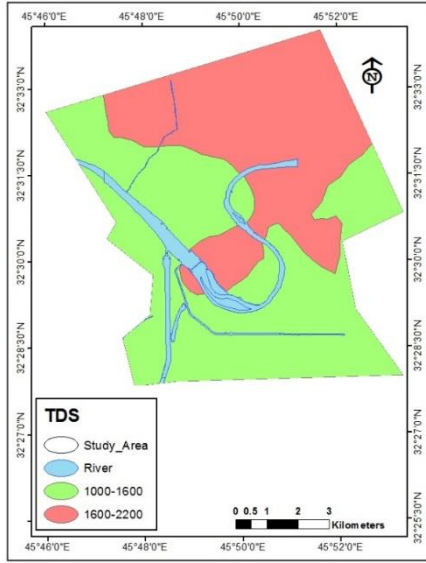 45°46'0"E 45°48'0"E 45°50'0"E 45°52'0"E
32°33'0"N 32°33'0"N
N
32°31'30"N 32°31'30"N
32°30'0"N 32°30'0"N
32°28'30"N 32°28'30"N
32°27'0"N 32°27'0"N
32°25'30"N
TDS
Study_Area
River
1000-1600
1600-2200
0 0.5 1 2 3
Kilometers
45°46'0"E 45°48'0"E 45°50'0"E 45°52'0"E